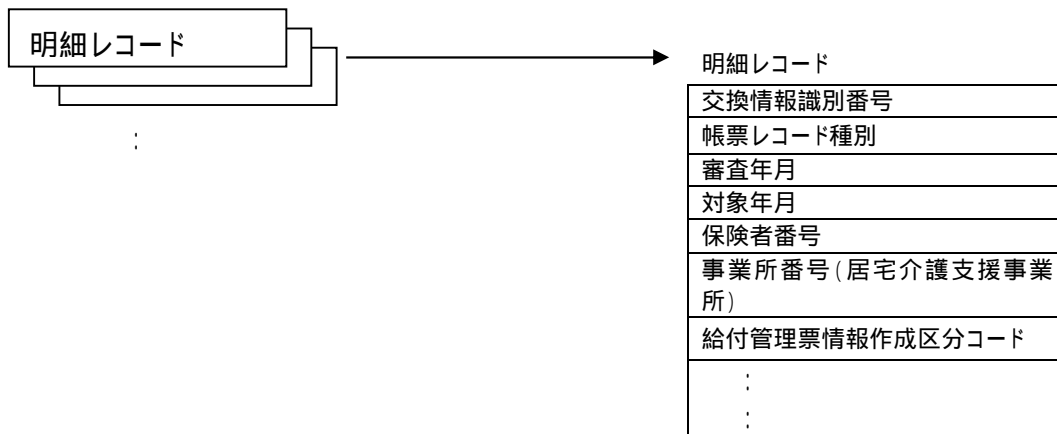 明細レコード
:
明細レコード
交換情報識別番号
帳票レコード種別
審査年月
対象年月
保険者番号
事業所番号(居宅介護支援事業
所)
給付管理票情報作成区分コード
:
: